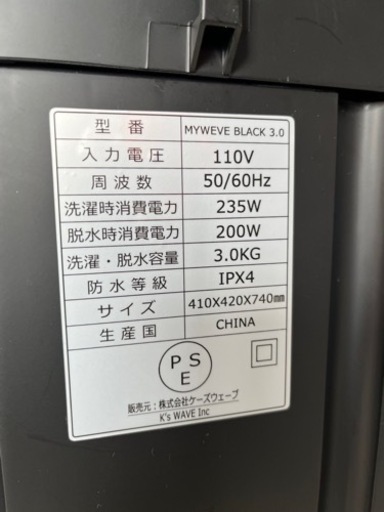 型番 MYWEVE BLACK 3.0
入力電圧 110V
周波数 50/60Hz
洗濯時消費電力 235W
脱水時消費電力 200W
洗濯・脱水容量 3.0KG
防水等級 IPX4
サイズ 410X420X740㎜
生産国 CHINA
P S
E
販売元：株式会社ケーズウェーブ
K's WAVE Inc